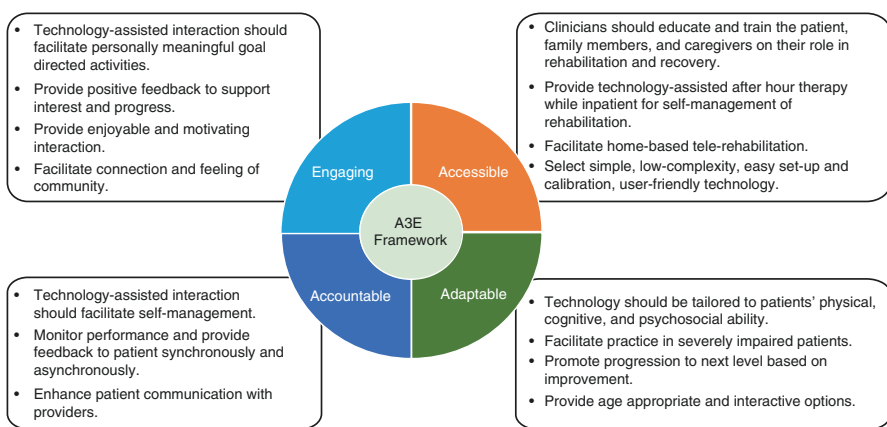 • Technology-assisted interaction should
facilitate personally meaningful goal
directed activities.
• Provide positive feedback to support
interest and progress.
• Provide enjoyable and motivating
interaction.
• Facilitate connection and feeling of
community.
• Clinicians should educate and train the patient,
family members, and caregivers on their role in
rehabilitation and recovery.
• Provide technology-assisted after hour therapy
while inpatient for self-management of
rehabilitation.
• Facilitate home-based tele-rehabilitation.
• Select simple, low-complexity, easy set-up and
calibration, user-friendly technology.
Engaging
Accessible
A3E
Framework
Accountable
Adaptable
• Technology-assisted interaction
should facilitate self-management.
• Monitor performance and provide
feedback to patient synchronously and
asynchronously.
• Enhance patient communication with
providers.
• Technology should be tailored to patients' physical,
cognitive, and psychosocial ability.
• Facilitate practice in severely impaired patients.
• Promote progression to next level based on
improvement.
• Provide age appropriate and interactive options.